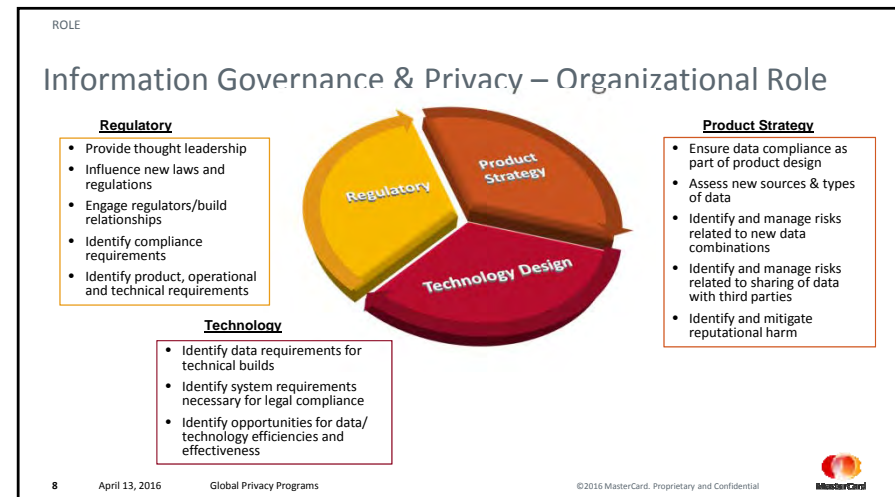 ROLE
Information Governance & Privacy – Organizational Role
Regulatory
• Provide thought leadership
• Influence new laws and
regulations
• Engage regulators/build
relationships
• Identify compliance
requirements
• Identify product, operational
and technical requirements
Regulatory
Product
Strategy
Technology Design
Product Strategy
• Ensure data compliance as
part of product design
• Assess new sources & types
of data
• Identify and manage risks
related to new data
combinations
• Identify and manage risks
related to sharing of data
with third parties
• Identify and mitigate
reputational harm
Technology
• Identify data requirements for
technical builds
• Identify system requirements
necessary for legal compliance
• Identify opportunities for data/
technology efficiencies and
effectiveness
8 April 13, 2016 Global Privacy Programs ©2016 MasterCard. Proprietary and Confidential
MasterCard